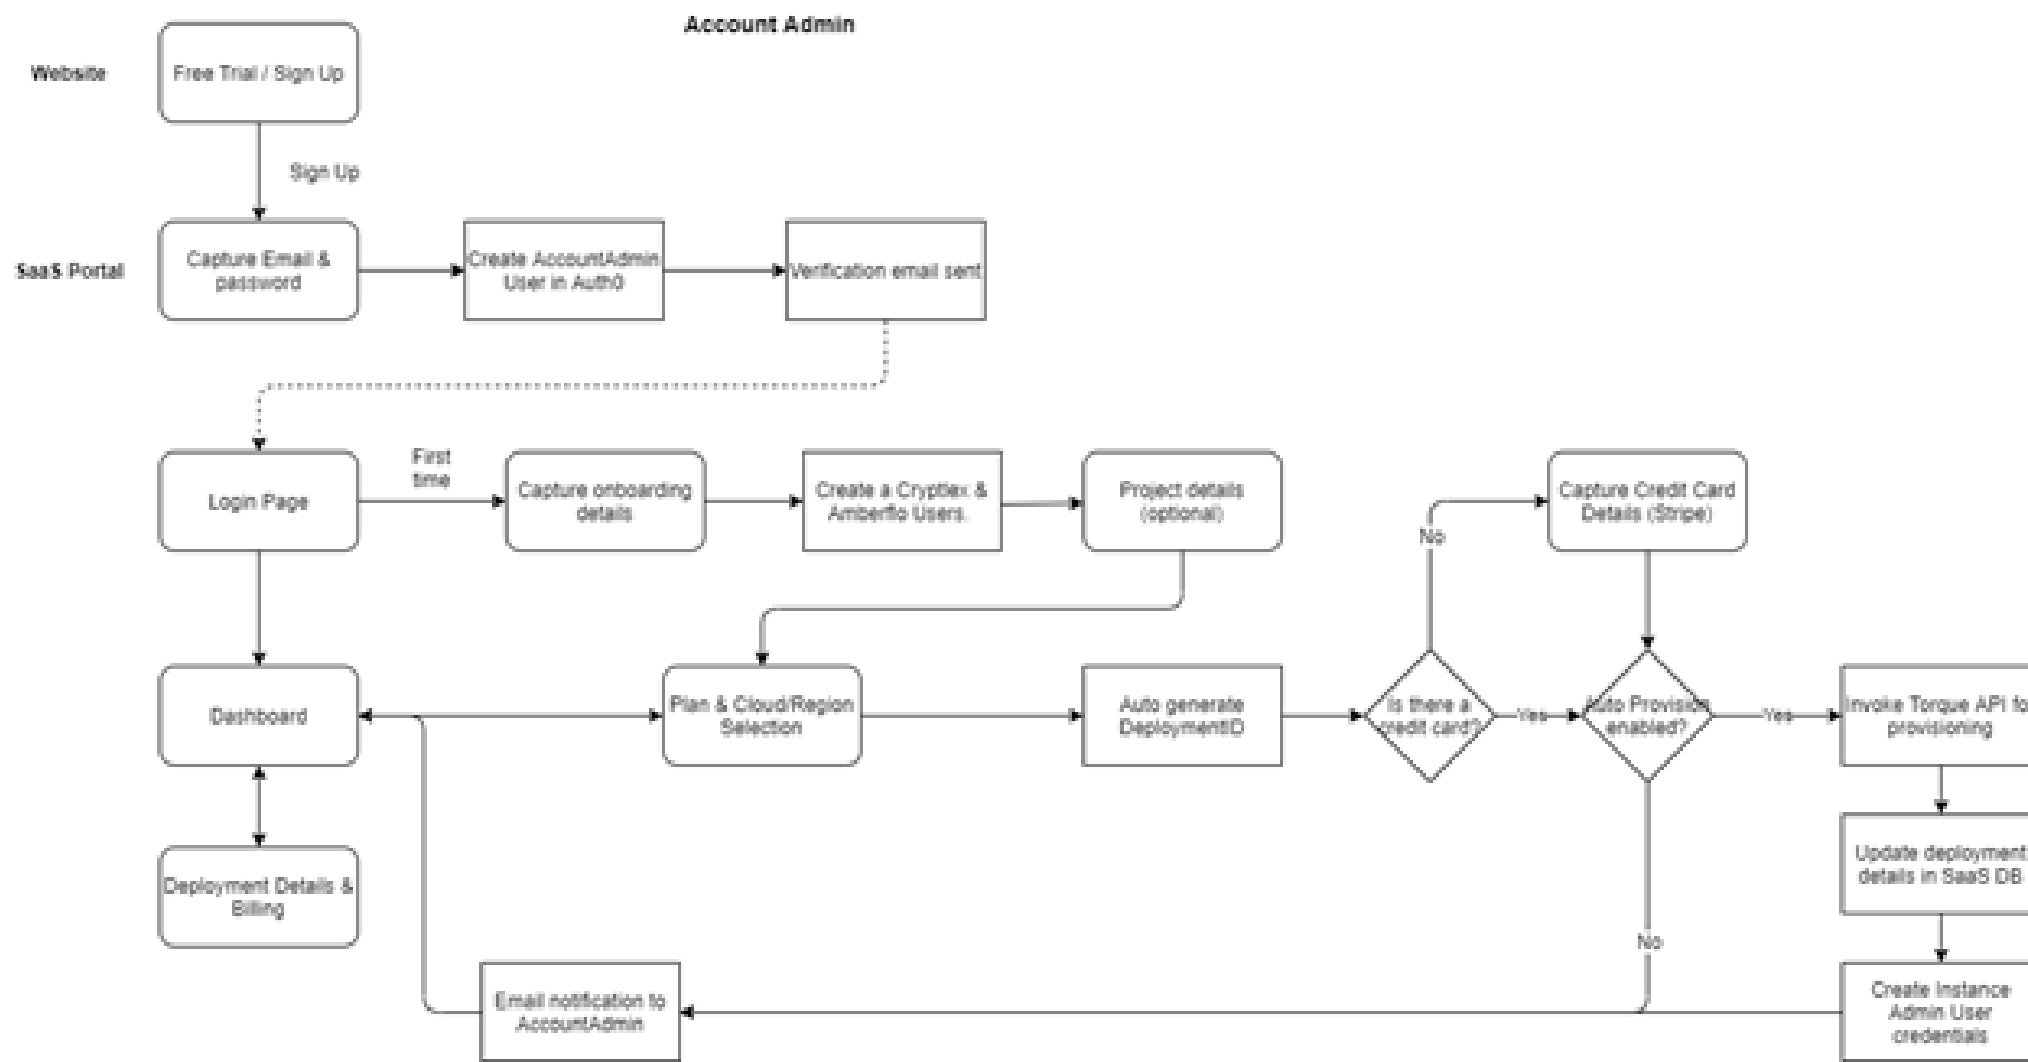 Account Admin
Website
Free Trial / Sign Up
Sign Up
SaaS Portal
Capture Email &
password
Create AccountAdmin
User in Auth0
Verification email sent
Login Page
First
time
Capture onboarding
details
Create a Cryptlex &
Amberflo Users.
Project details
(optional)
Capture Credit Card
Details (Stripe)
No
Dashboard
Plan & Cloud/Region
Selection
Auto generate
DeploymentID
Is there a
credit card?
Yes
Auto Provision
enabled?
Yes
Invoke Torque API fo
provisioning
Deployment Details &
Billing
Update deployment
details in SaaS DB
No
Email notification to
AccountAdmin
Create Instance
Admin User
credentials